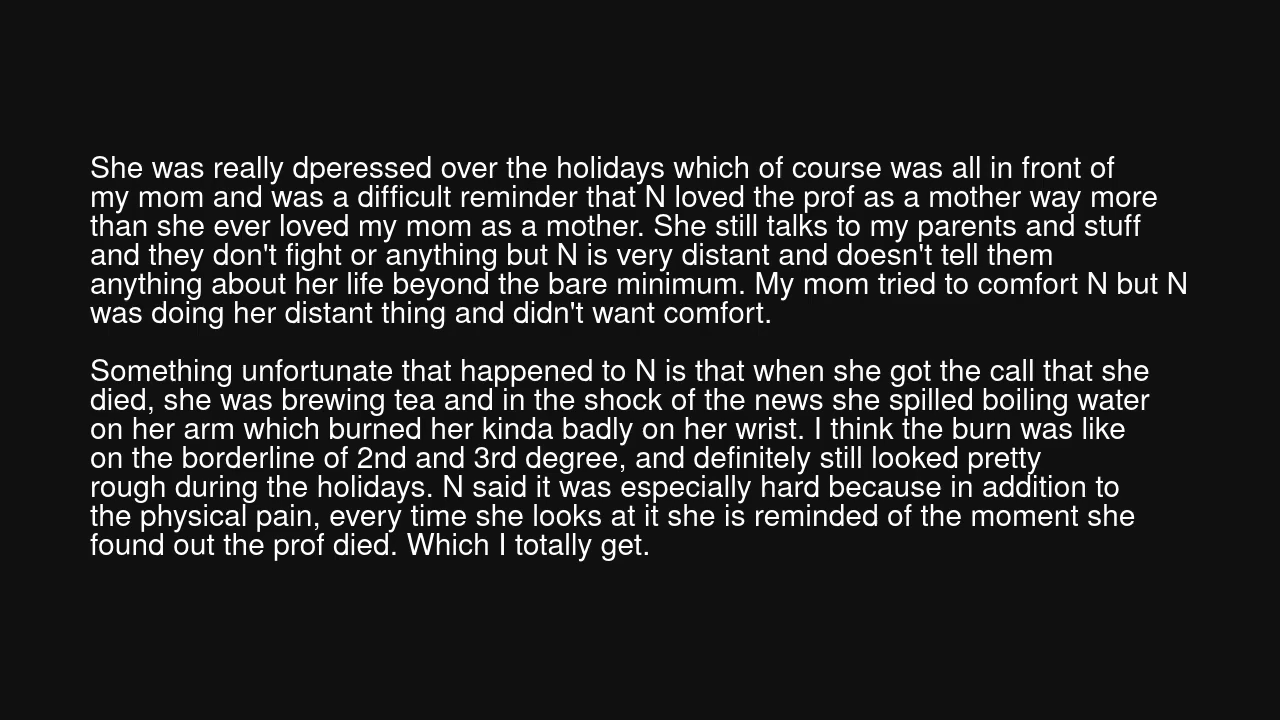 She was really dperessed over the holidays which of course was all in front of
my mom and was a difficult reminder that N loved the prof as a mother way more
than she ever loved my mom as a mother. She still talks to my parents and stuff
and they don't fight or anything but N is very distant and doesn't tell them
anything about her life beyond the bare minimum. My mom tried to comfort N but N
was doing her distant thing and didn't want comfort.
Something unfortunate that happened to N is that when she got the call that she
died, she was brewing tea and in the shock of the news she spilled boiling water
on her arm which burned her kinda badly on her wrist. I think the burn was like
on the borderline of 2nd and 3rd degree, and definitely still looked pretty
rough during the holidays. N said it was especially hard because in addition to
the physical pain, every time she looks at it she is reminded of the moment she
found out the prof died. Which I totally get.